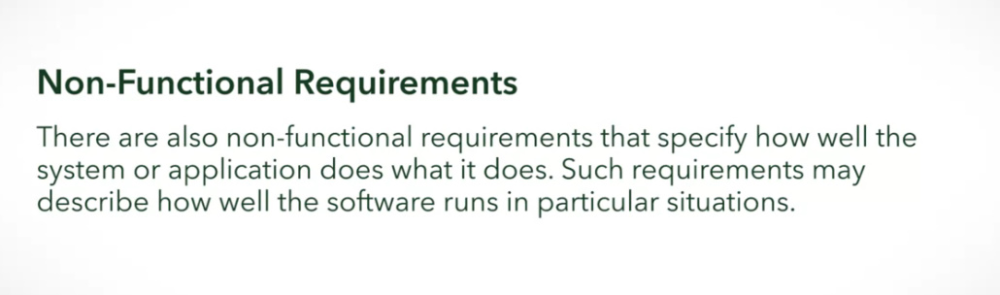 Non-Functional Requirements
There are also non-functional requirements that specify how well the
system or application does what it does. Such requirements may
describe how well the software runs in particular situations.